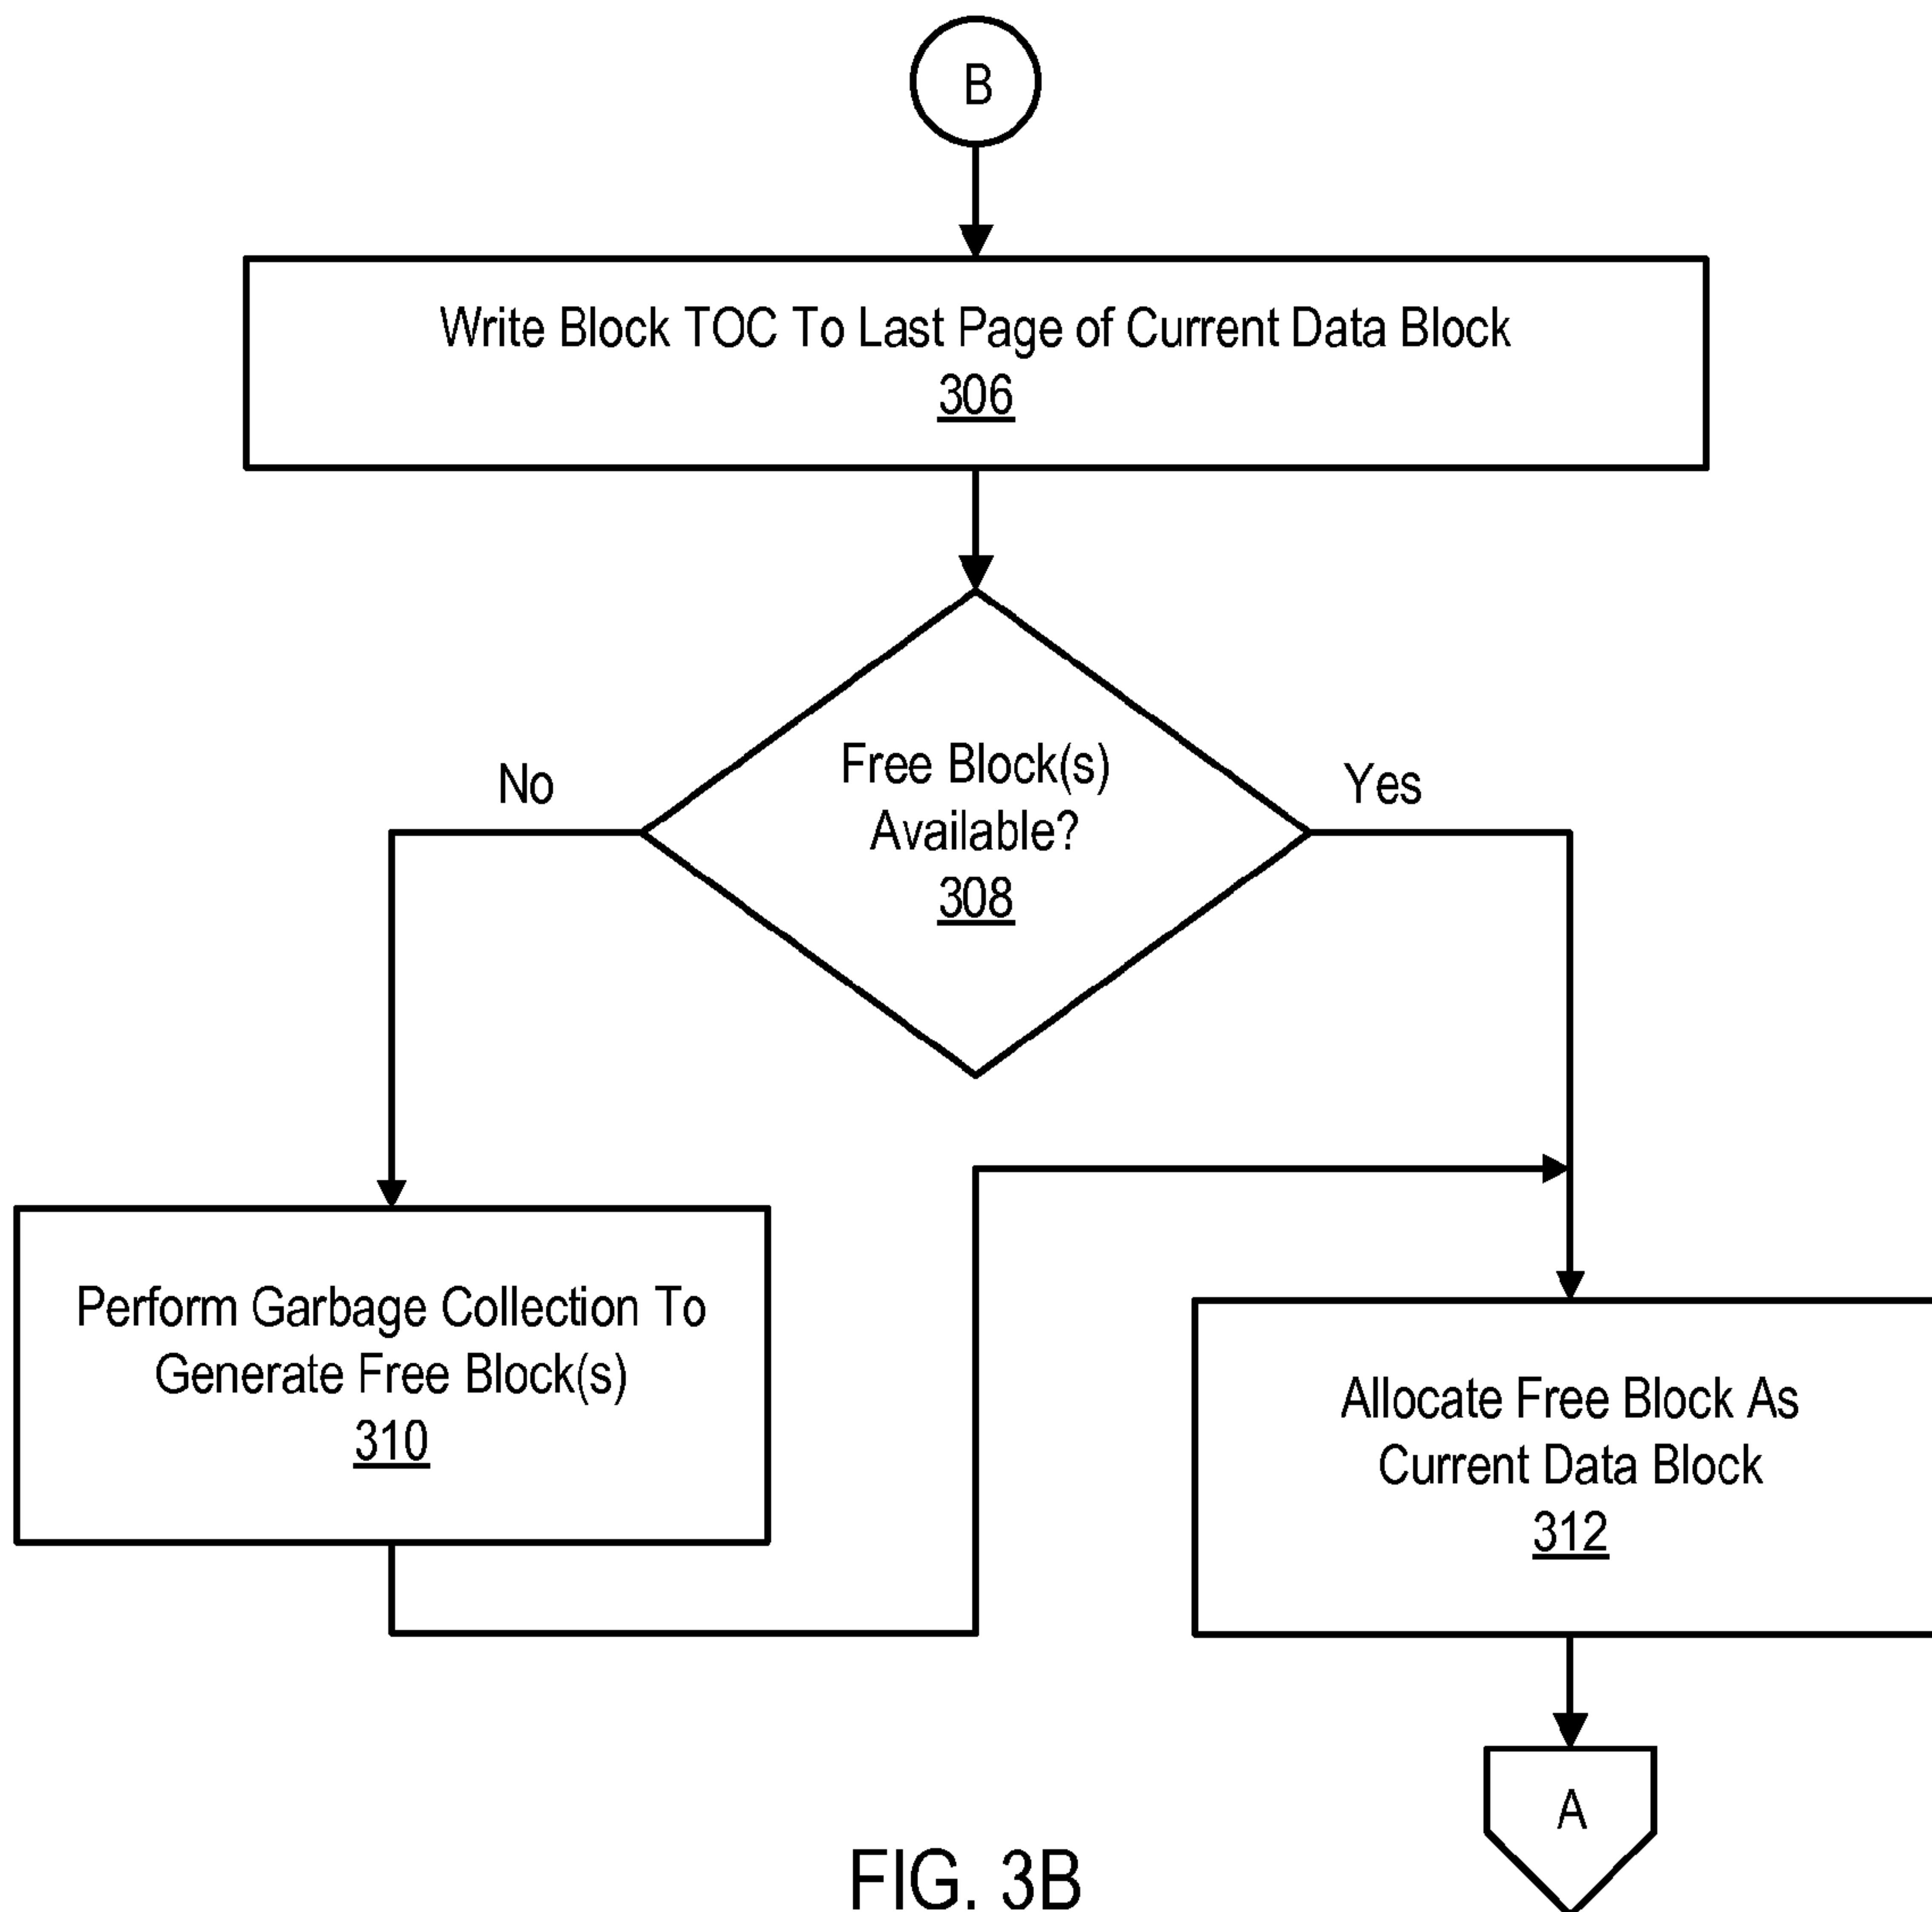 B
Write Block TOC To Last Page of Current Data Block
306
No
Free Block(s)
Available?
308
Yes
Perform Garbage Collection To
Generate Free Block(s)
310
Allocate Free Block As
Current Data Block
312
A
FIG. 3B